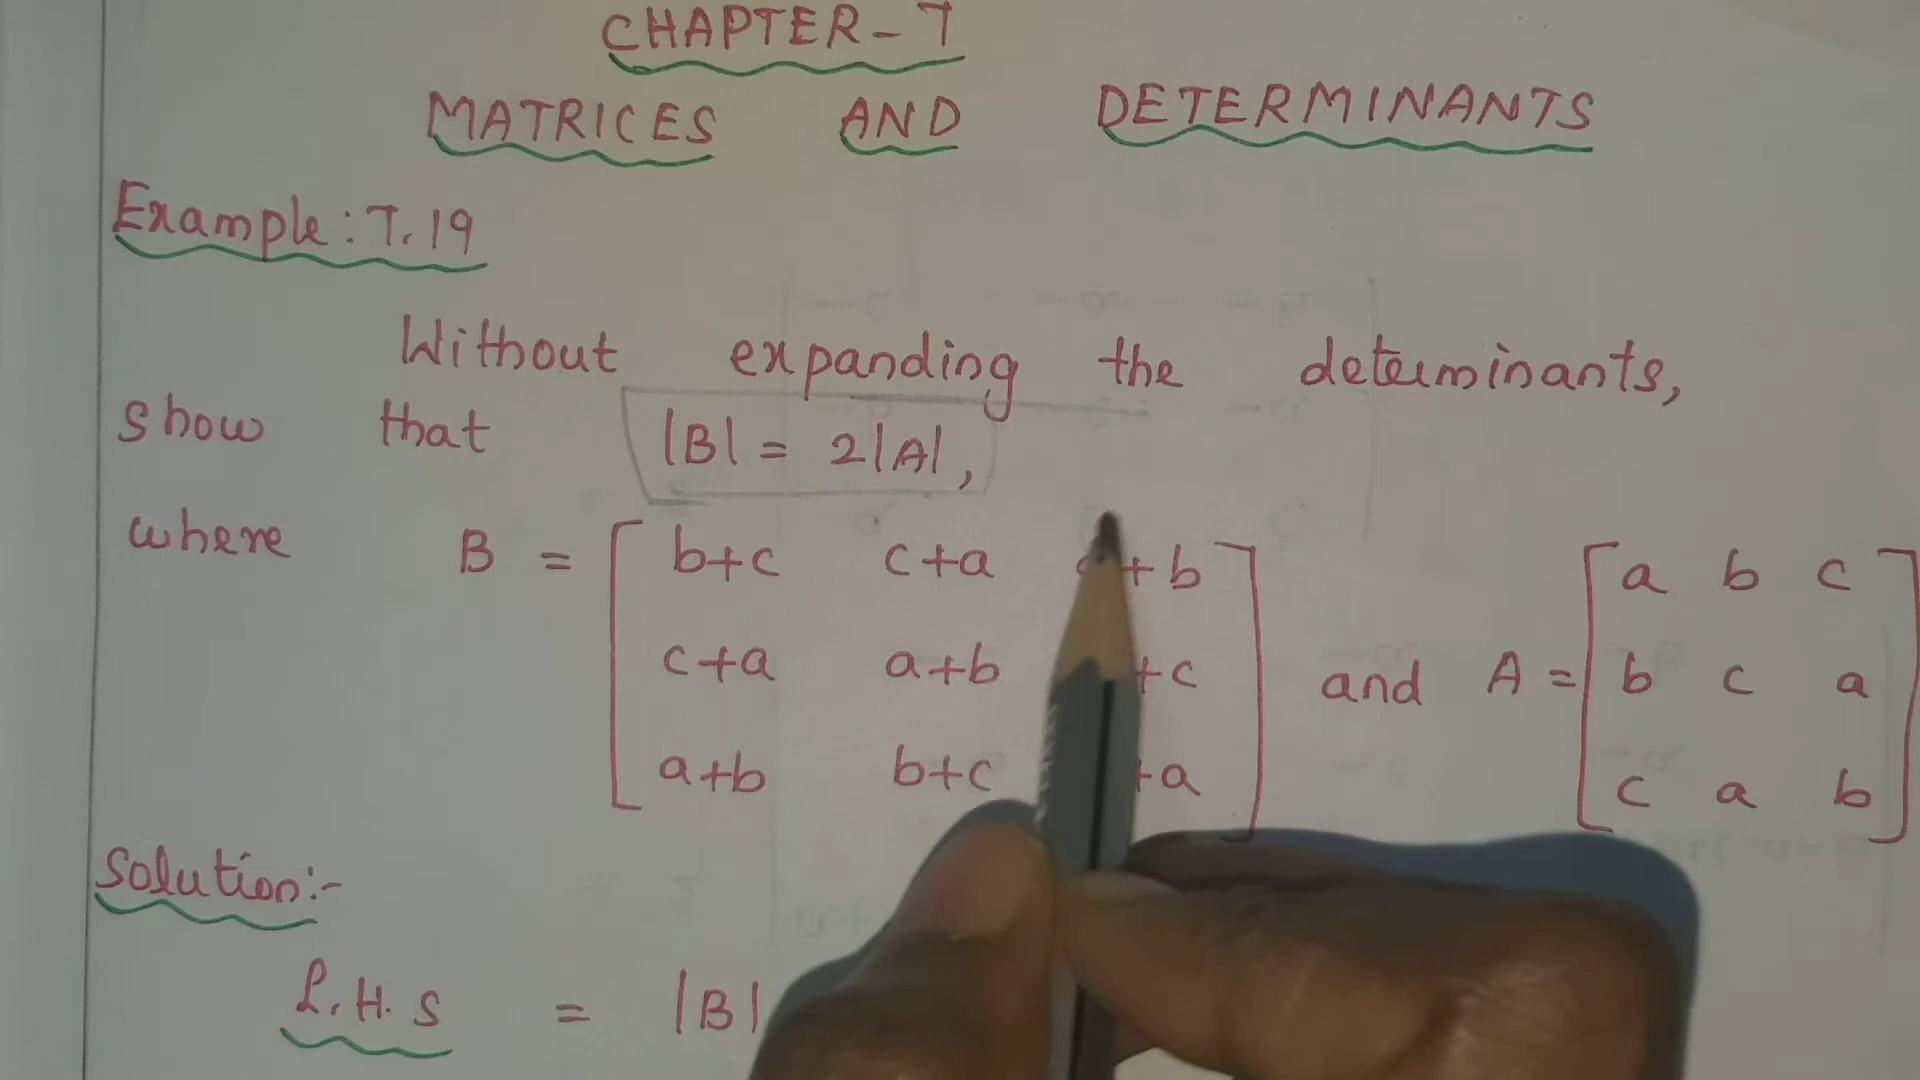 CHAPTER-7
MATRICES AND DETERMINANTS
Example: 7.19
Without expanding the determinants,
show that |B| = 2|A|,
where B = [ b+c c+a +b
c+a a+b +c
a+b b+c +a ] and A = [ a b c
b c a
c a b ]
Solution:-
L.H.S = |B|